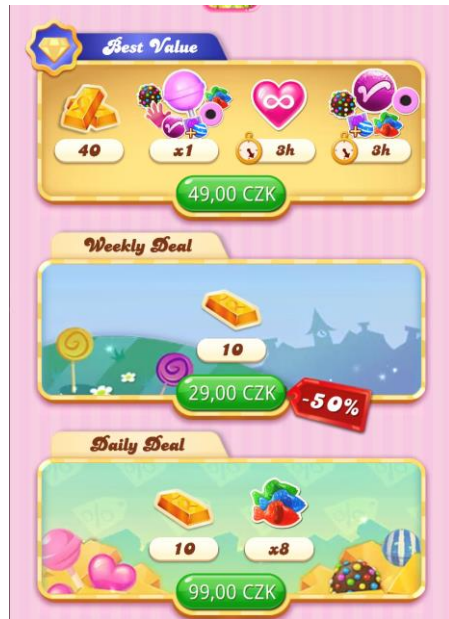 Best Value
40 x1 3h 3h
49,00 CZK
Weekly Deal
10
29,00 CZK
-50%
Daily Deal
10 x8
99,00 CZK